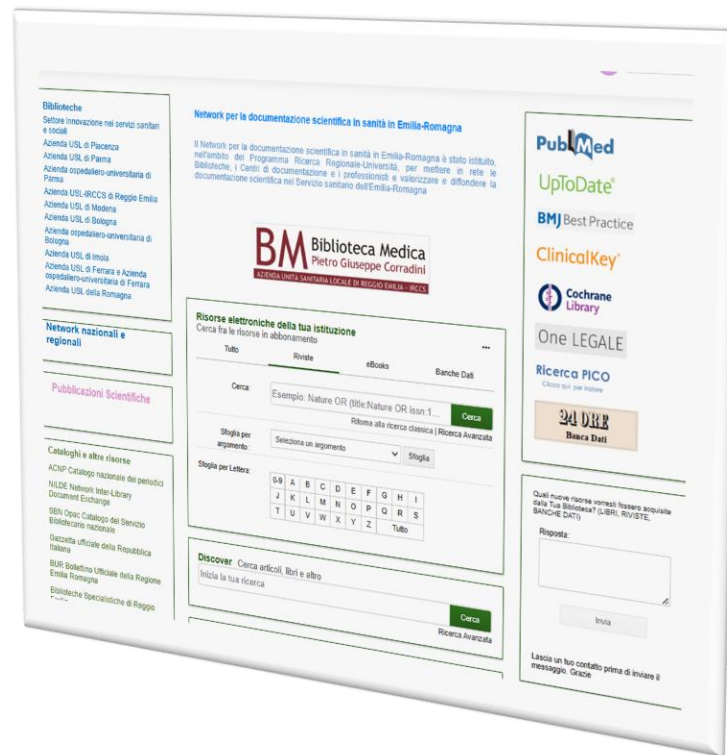 Biblioteche
Settore Innovazione nei servizi sanitari
e sociali
Azienda USL di Piacenza
Azienda USL di Parma
Azienda ospedaliero-universitaria di
Parma
Azienda USL-IRCCS di Reggio Emilia
Azienda USL di Modena
Azienda USL di Bologna
Azienda ospedaliero-universitaria di
Bologna
Azienda USL di Imola
Azienda USL di Ferrara e Azienda
ospedaliero-universitaria di Ferrara
Azienda USL della Romagna
Network nazionali e
regionali
Pubblicazioni Scientifiche
Cataloghi e altre risorse
ACNP Catalogo nazionale dei periodici
NILDE Network Inter-Library
Document Exchange
SBN Opac Catalogo del Servizio
Bibliotecario nazionale
Gazzetta ufficiale della Repubblica
Italiana
BUR Bollettino Ufficiale della Regione
Emilia Romagna
Biblioteche Specialistiche di Reggio
Network per la documentazione scientifica in sanità in Emilia-Romagna
Il Network per la documentazione scientifica in sanità in Emilia-Romagna è stato istituito,
nell'ambito del Programma Ricerca Regionale-Università, per mettere in rete le
Biblioteche, i Centri di documentazione e i professionisti e valorizzare e diffondere la
documentazione scientifica nel Servizio sanitario dell'Emilia-Romagna
BM Biblioteca Medica
Pietro Giuseppe Corradini
AZIENDA UNITÀ SANITARIA LOCALE DI REGGIO EMILIA - IRCCS
Risorse elettroniche della tua istituzione
Cerca fra le risorse in abbonamento
...
Tutto Riviste eBooks Banche Dati
Cerca: Esempio: Nature OR (title:Nature OR issn:1... Cerca
Ritorna alla ricerca classica | Ricerca Avanzata
Sfoglia per
argomento: Seleziona un argomento Sfoglia
Sfoglia per Lettera:
0-9 A B C D E F G H I
J K L M N O P Q R S
T U V W X Y Z Tutto
Discover Cerca articoli, libri e altro
Inizia la tua ricerca
Cerca
Ricerca Avanzata
PubMed
UpToDate®
BMJ Best Practice
ClinicalKey®
Cochrane
Library
One LEGALE
Ricerca PICO
Clicca qui per iniziare
24 ORE
Banca Dati
Quali nuove risorse vorresti fossero acquisite
dalla Tua Biblioteca? (LIBRI, RIVISTE,
BANCHE DATI)
Risposta:
Invia
Lascia un tuo contatto prima di inviare il
messaggio. Grazie